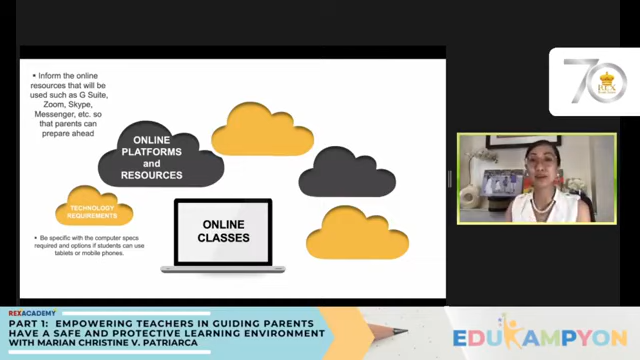 • Inform the online
resources that will be
used such as G Suite,
Zoom, Skype,
Messenger, etc. so
that parents can
prepare ahead
ONLINE
PLATFORMS
and
RESOURCES
TECHNOLOGY
REQUIREMENTS
• Be specific with the computer specs
required and options if students can use
tablets or mobile phones.
ONLINE
CLASSES
70
REX
REXACADEMY
PART 1: EMPOWERING TEACHERS IN GUIDING PARENTS
HAVE A SAFE AND PROTECTIVE LEARNING ENVIRONMENT
WITH MARIAN CHRISTINE V. PATRIARCA
EDUKAMPYON